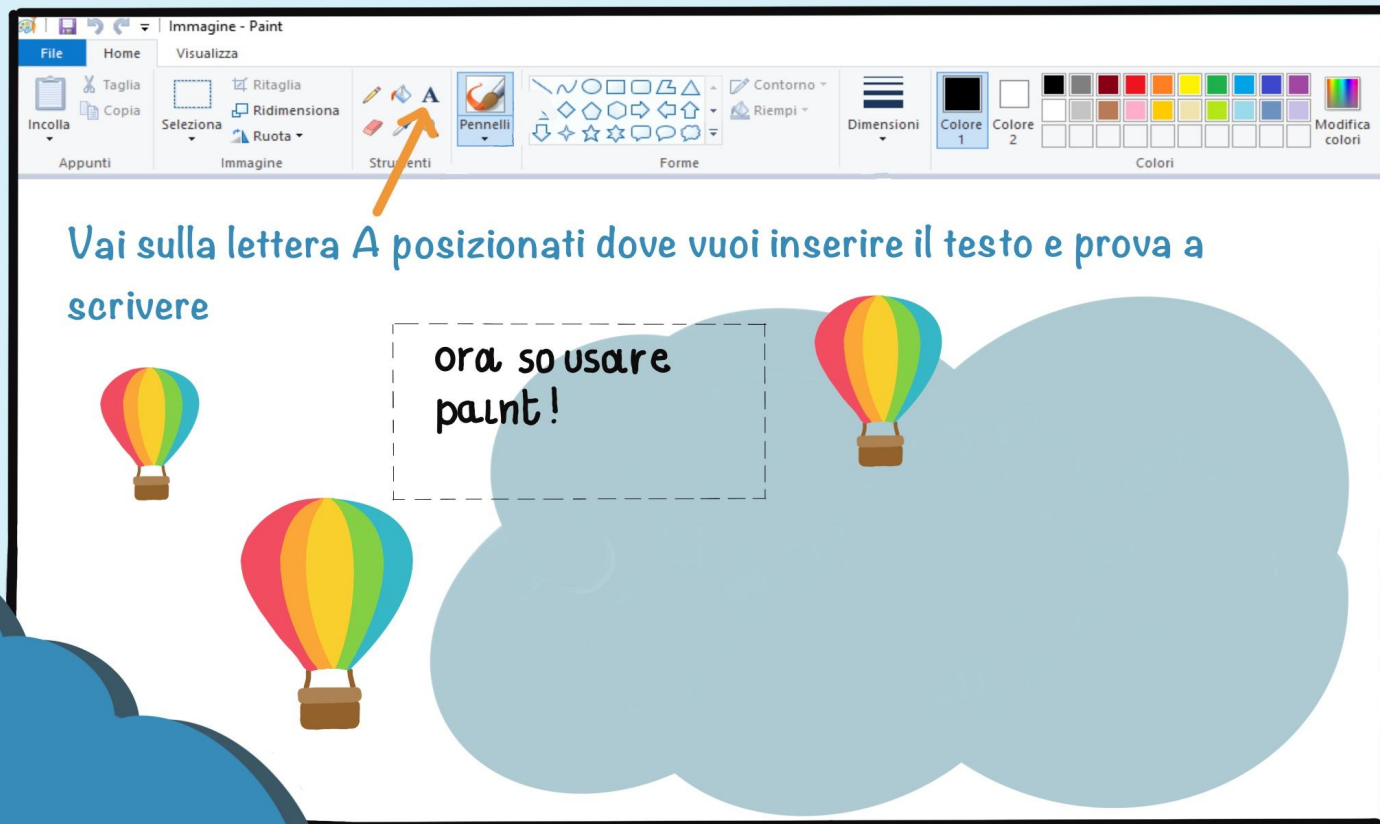 Immagine - Paint
File Home Visualizza
Incolla
Taglia
Copia
Appunti
Seleziona
Ritaglia
Ridimensiona
Ruota
Immagine
A
Strumenti
Pennelli
Contorno
Riempi
Forme
Dimensioni
Colore 1
Colore 2
Modifica colori
Colori
Vai sulla lettera A posizionati dove vuoi inserire il testo e prova a
scrivere
ora so usare
paint!